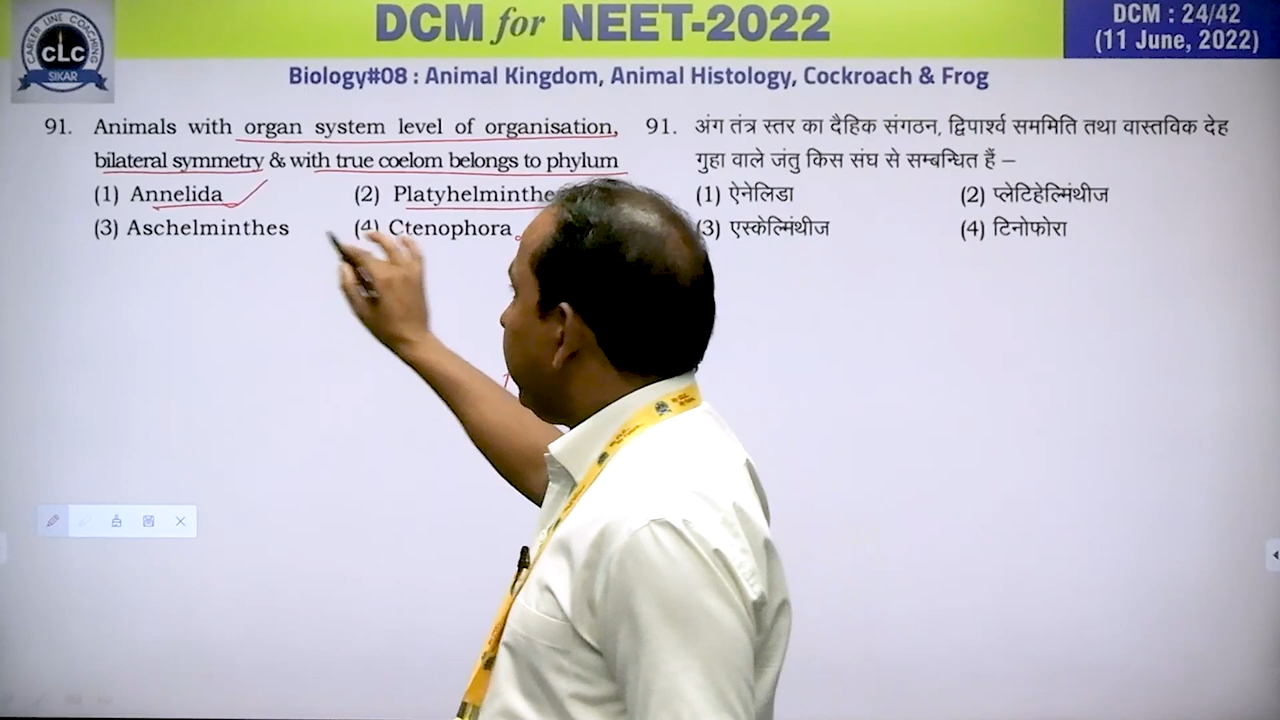 CAREER LINE COACHING
CLC
SIKAR
DCM for NEET-2022
DCM : 24/42
(11 June, 2022)
Biology#08 : Animal Kingdom, Animal Histology, Cockroach & Frog
91. Animals with organ system level of organisation,
bilateral symmetry & with true coelom belongs to phylum
(1) Annelida (2)
(3) Aschelminthes (4) Ctenophora
91. अंग तंत्र स्तर का दैहिक संगठन, द्विपार्श्व सममिति तथा वास्तविक देह
गुहा वाले जंतु किस संघ से सम्बन्धित हैं –
(1) ऐनेलिडा (2) प्लेटिहेल्मिंथीज
(3) एस्केल्मिंथीज (4) टिनोफोरा